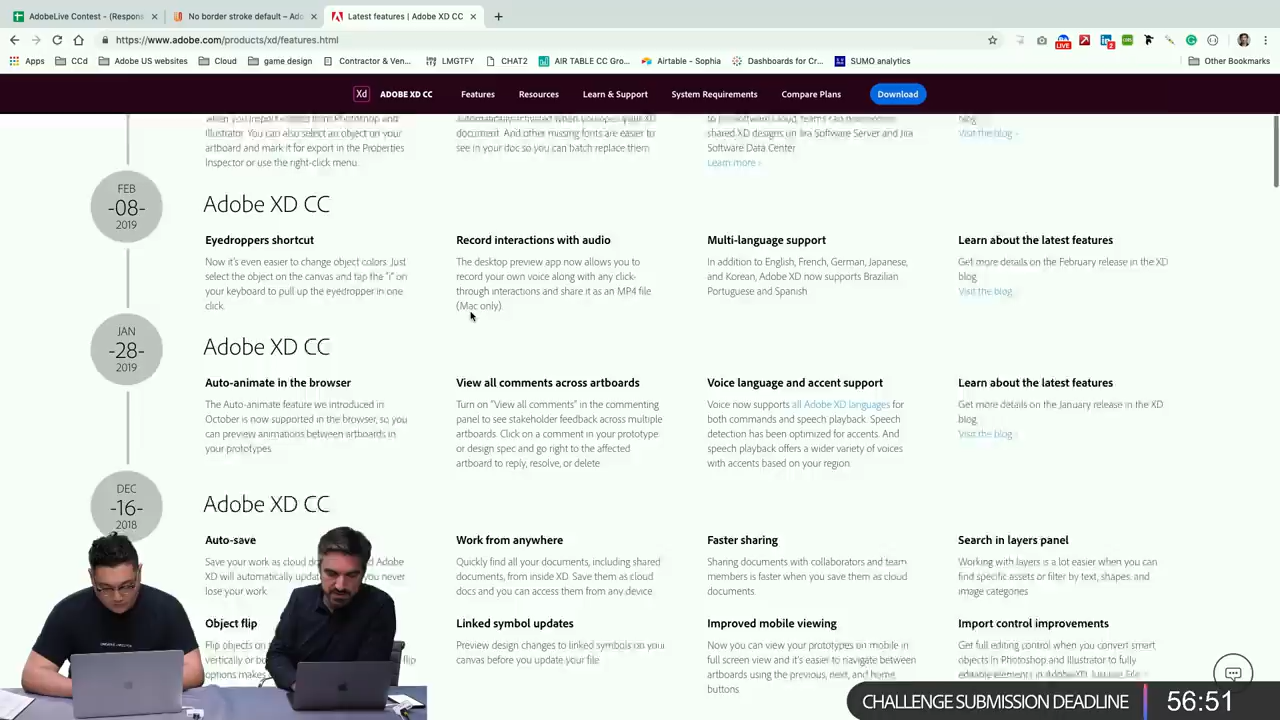 AdobeLive Contest - (Respons
No border stroke default – Ado
Latest features | Adobe XD CC
https://www.adobe.com/products/xd/features.html
Apps
CCd
Adobe US websites
Cloud
game design
Contractor & Ven...
LMGTFY
CHAT2
AIR TABLE CC Gro...
Airtable - Sophia
Dashboards for Cr...
SUMO analytics
Other Bookmarks
LIVE
2
Xd
ADOBE XD CC
Features
Resources
Learn & Support
System Requirements
Compare Plans
Download
Illustrator. You can also select an object on your
artboard and mark it for export in the Properties
Inspector or use the right-click menu.
document. And other missing fonts are easier to
see in your doc so you can batch replace them
shared XD designs on Jira Software Server and Jira
Software Data Center
Learn more ›
blog.
Visit the blog ›
FEB
-08-
2019
Adobe XD CC
Eyedroppers shortcut
Now it's even easier to change object colors. Just
select the object on the canvas and tap the "i" on
your keyboard to pull up the eyedropper in one
click.
Record interactions with audio
The desktop preview app now allows you to
record your own voice along with any click-
through interactions and share it as an MP4 file
(Mac only).
Multi-language support
In addition to English, French, German, Japanese,
and Korean, Adobe XD now supports Brazilian
Portuguese and Spanish
Learn about the latest features
Get more details on the February release in the XD
blog.
Visit the blog ›
JAN
-28-
2019
Adobe XD CC
Auto-animate in the browser
The Auto-animate feature we introduced in
October is now supported in the browser, so you
can preview animations between artboards in
your prototypes.
View all comments across artboards
Turn on "View all comments" in the commenting
panel to see stakeholder feedback across multiple
artboards. Click on a comment in your prototype
or design spec and go right to the affected
artboard to reply, resolve, or delete
Voice language and accent support
Voice now supports all Adobe XD languages for
both commands and speech playback. Speech
detection has been optimized for accents. And
speech playback offers a wider variety of voices
with accents based on your region.
Learn about the latest features
Get more details on the January release in the XD
blog.
Visit the blog ›
DEC
-16-
2018
Adobe XD CC
Auto-save
Save your work as cloud d Adobe
XD will automatically upda you never
lose your work.
Work from anywhere
Quickly find all your documents, including shared
documents, from inside XD. Save them as cloud
docs and you can access them from any device.
Faster sharing
Sharing documents with collaborators and team
members is faster when you save them as cloud
documents.
Search in layers panel
Working with layers is a lot easier when you can
find specific assets or filter by text, shapes, and
image categories
Object flip
Flip objects on
vertically or flip
options makes
Linked symbol updates
Preview design changes to linked symbols on your
canvas before you update your file
Improved mobile viewing
Now you can view your prototypes on mobile in
full screen view and it's easier to navigate between
artboards using the previous, next, and home
buttons
Import control improvements
Get full editing control when you convert smart
objects in Photoshop and Illustrator to fully
CHALLENGE SUBMISSION DEADLINE
56:51